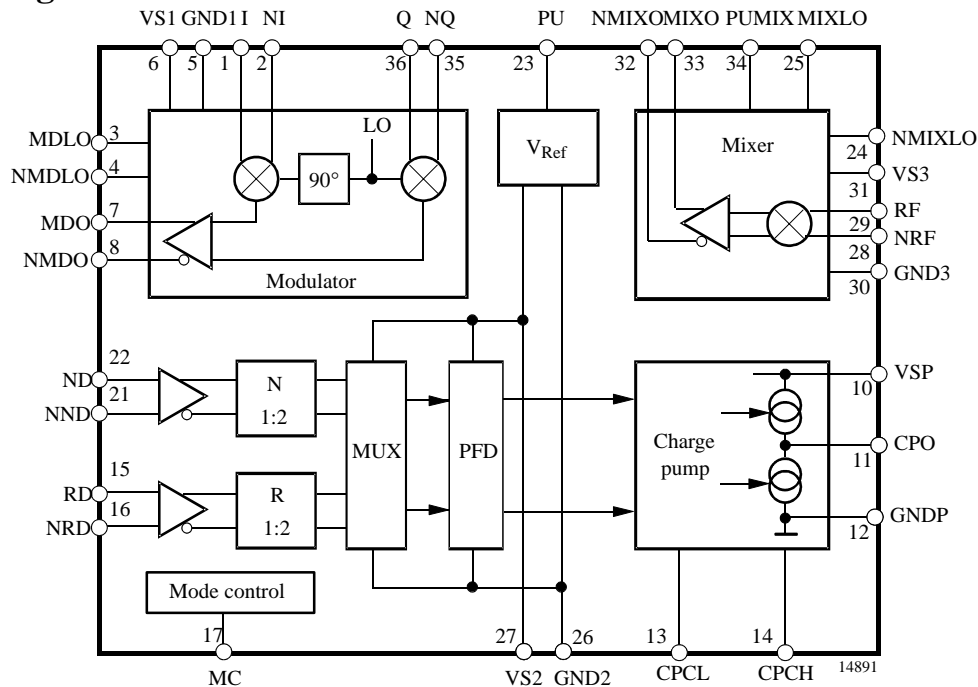 VS1 GND1 I NI Q NQ PU NMIXO MIXO PUMIX MIXLO
6 5 1 2 36 35 23 32 33 34 25
MDLO 3
NMDLO 4
MDO 7
NMDO 8
LO
90°
Modulator
VRef
Mixer
NMIXLO
24
VS3
31
RF
29
NRF
28
GND3
30
22
ND
21
NND
N
1:2
15
RD
16
NRD
R
1:2
MUX
PFD
Charge
pump
VSP
10
CPO
11
GNDP
12
Mode control
17
MC
27 26 13 14
VS2 GND2 CPCL CPCH
14891